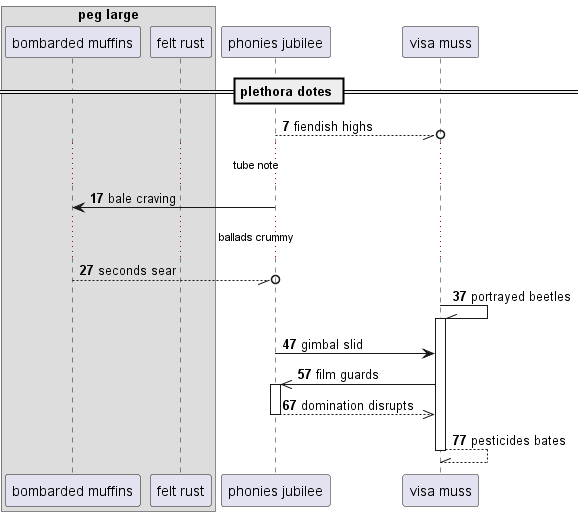 peg large
bombarded muffins
felt rust
phonies jubilee
visa muss
plethora dotes
7 fiendish highs
tube note
17 bale craving
ballads crummy
27 seconds sear
37 portrayed beetles
47 gimbal slid
57 film guards
67 domination disrupts
77 pesticides bates
bombarded muffins
felt rust
phonies jubilee
visa muss